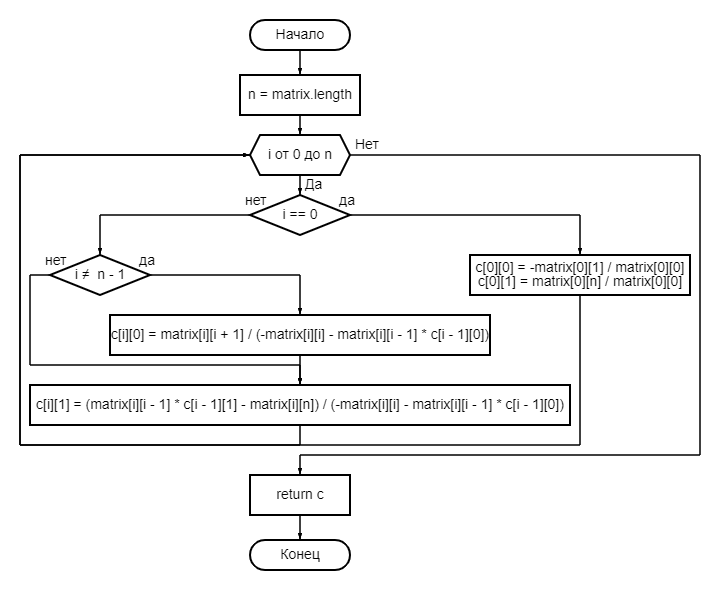 Начало
n = matrix.length
i от 0 до n
Нет
Да
нет
i == 0
да
нет
i ≠ n - 1
да
c[0][0] = -matrix[0][1] / matrix[0][0]
c[0][1] = matrix[0][n] / matrix[0][0]
c[i][0] = matrix[i][i + 1] / (-matrix[i][i] - matrix[i][i - 1] * c[i - 1][0])
c[i][1] = (matrix[i][i - 1] * c[i - 1][1] - matrix[i][n]) / (-matrix[i][i] - matrix[i][i - 1] * c[i - 1][0])
return c
Конец